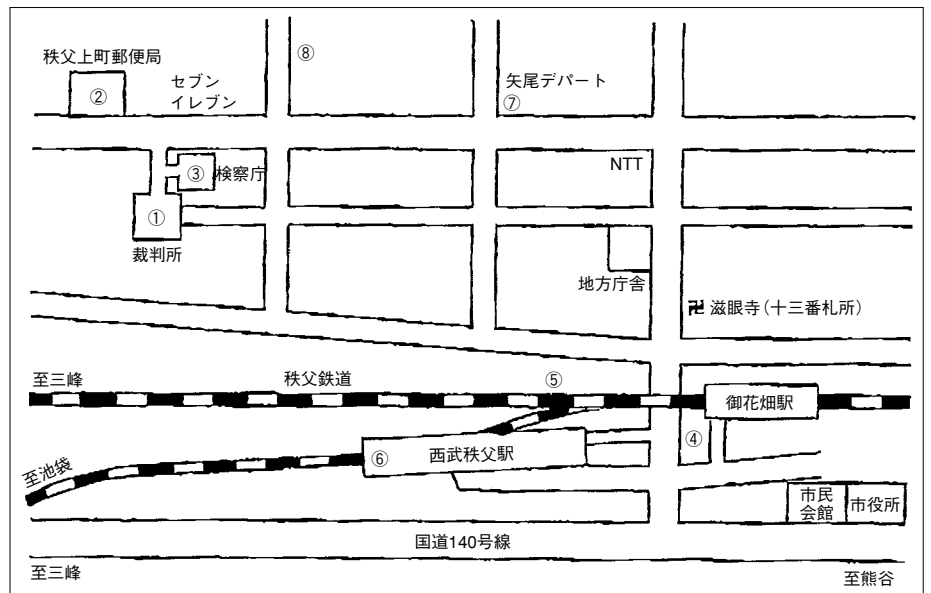 ⑧
秩父上町郵便局
②
セブン
イレブン
矢尾デパート
⑦
③
検察庁
NTT
①
裁判所
地方庁舎
卍 滋眼寺(十三番札所)
至三峰
秩父鉄道
⑤
御花畑駅
④
⑥
西武秩父駅
至池袋
市民
会館
市役所
国道140号線
至三峰
至熊谷